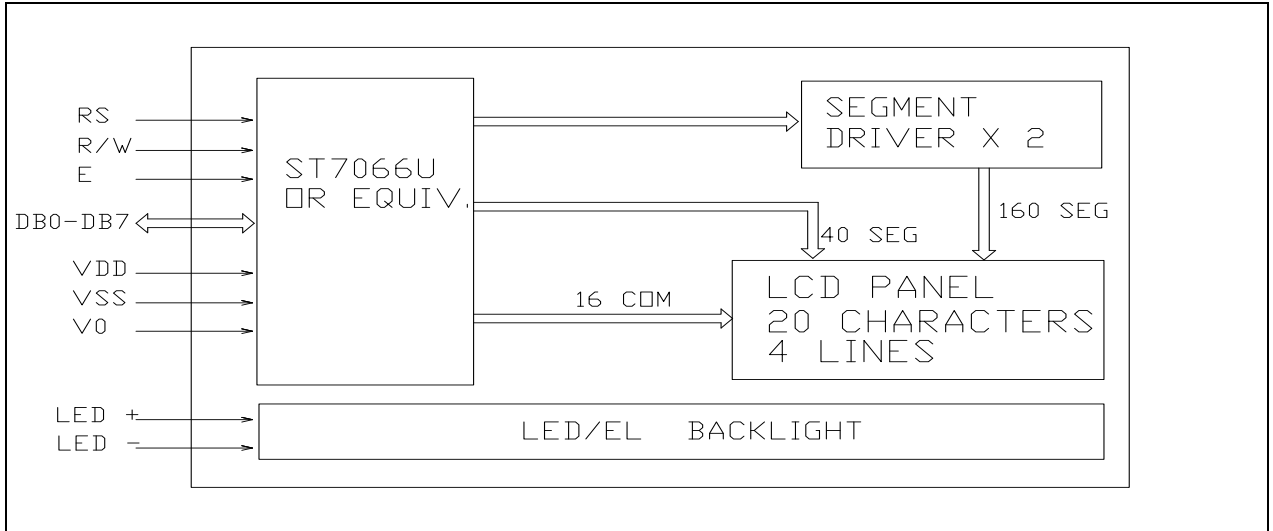 RS
R/W
E
DB0-DB7
VDD
VSS
V0
LED +
LED -
ST7066U
OR EQUIV.
SEGMENT
DRIVER X 2
160 SEG
40 SEG
16 COM
LCD PANEL
20 CHARACTERS
4 LINES
LED/EL BACKLIGHT